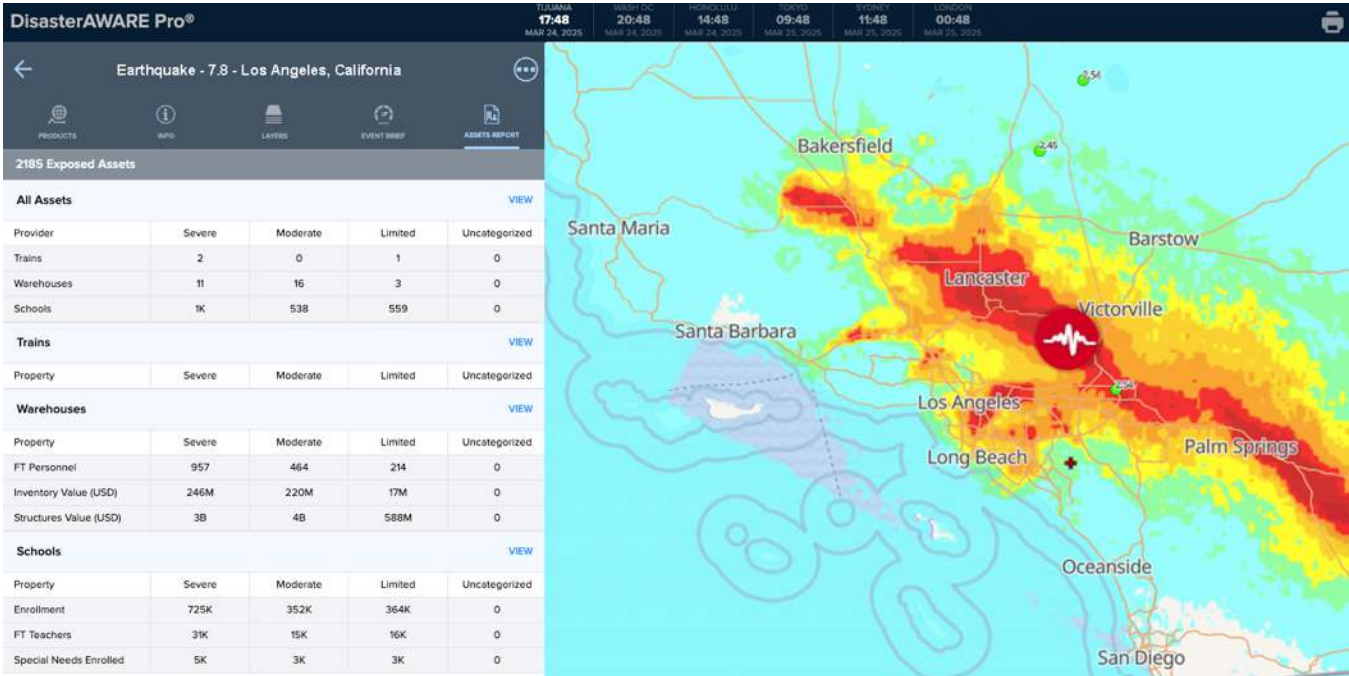 DisasterAWARE Pro®
TIJUANA WASH DC HONOLULU TOKYO SYDNEY LONDON
17:48 20:48 14:48 09:48 11:48 00:48
MAR 24, 2025 MAR 24, 2025 MAR 24, 2025 MAR 25, 2025 MAR 25, 2025 MAR 25, 2025
Earthquake - 7.8 - Los Angeles, California
PRODUCTS INFO LAYERS EVENT BRIEF ASSETS REPORT
2185 Exposed Assets
All Assets VIEW
Provider Severe Moderate Limited Uncategorized
Trains 2 0 1 0
Warehouses 11 16 3 0
Schools 1K 538 559 0
Trains VIEW
Property Severe Moderate Limited Uncategorized
Warehouses VIEW
Property Severe Moderate Limited Uncategorized
FT Personnel 957 464 214 0
Inventory Value (USD) 246M 220M 17M 0
Structures Value (USD) 3B 4B 588M 0
Schools VIEW
Property Severe Moderate Limited Uncategorized
Enrollment 725K 352K 364K 0
FT Teachers 31K 15K 16K 0
Special Needs Enrolled 5K 3K 3K 0
2.54
Bakersfield
2.45
Santa Maria
Barstow
Lancaster
Victorville
Santa Barbara
2.56
Los Angeles
Palm Springs
Long Beach
Oceanside
San Diego